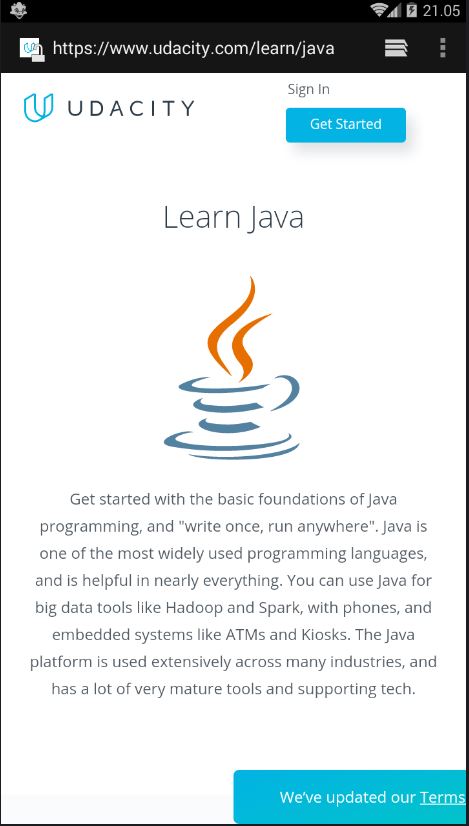 21.05
https://www.udacity.com/learn/java
UDACITY
Sign In
Get Started
Learn Java
Get started with the basic foundations of Java
programming, and "write once, run anywhere". Java is
one of the most widely used programming languages,
and is helpful in nearly everything. You can use Java for
big data tools like Hadoop and Spark, with phones, and
embedded systems like ATMs and Kiosks. The Java
platform is used extensively across many industries, and
has a lot of very mature tools and supporting tech.
We've updated our Terms